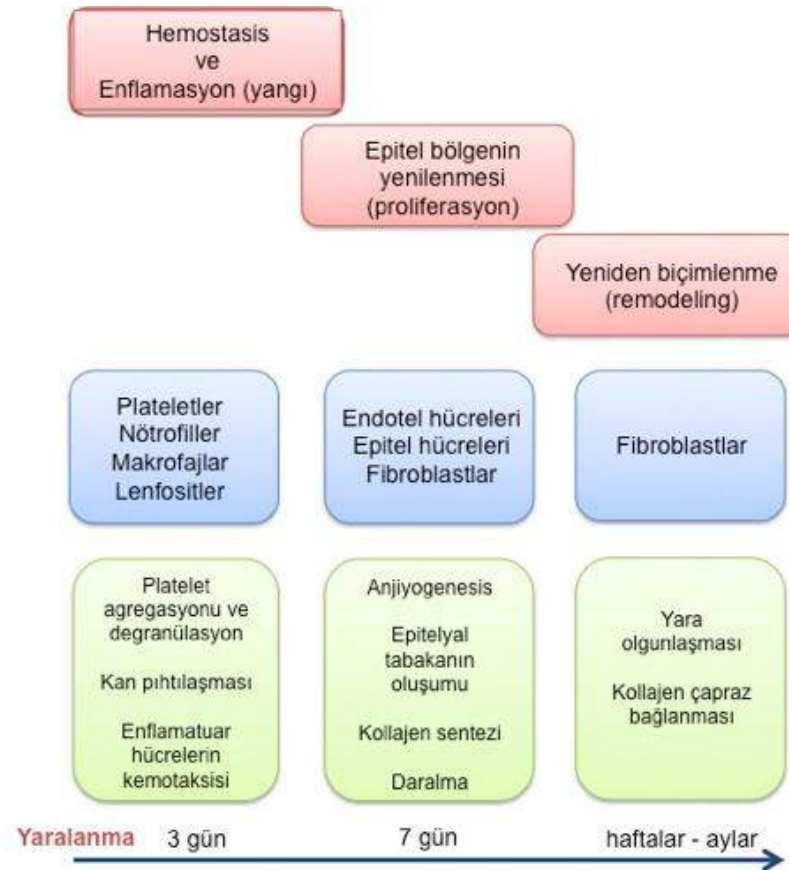 Hemostasis
ve
Enflamasyon (yangı)
Epitel bölgenin
yenilenmesi
(proliferasyon)
Yeniden biçimlenme
(remodeling)
Plateletler
Nötrofiller
Makrofajlar
Lenfositler
Endotel hücreleri
Epitel hücreleri
Fibroblastlar
Fibroblastlar
Platelet
agregasyonu ve
degranülasyon
Kan pıhtılaşması
Enflamatuar
hücrelerin
kemotaksisi
Anjiyogenesis
Epitelyal
tabakanın
oluşumu
Kollajen sentezi
Daralma
Yara
olgunlaşması
Kollajen çapraz
bağlanması
Yaralanma 3 gün 7 gün haftalar - aylar